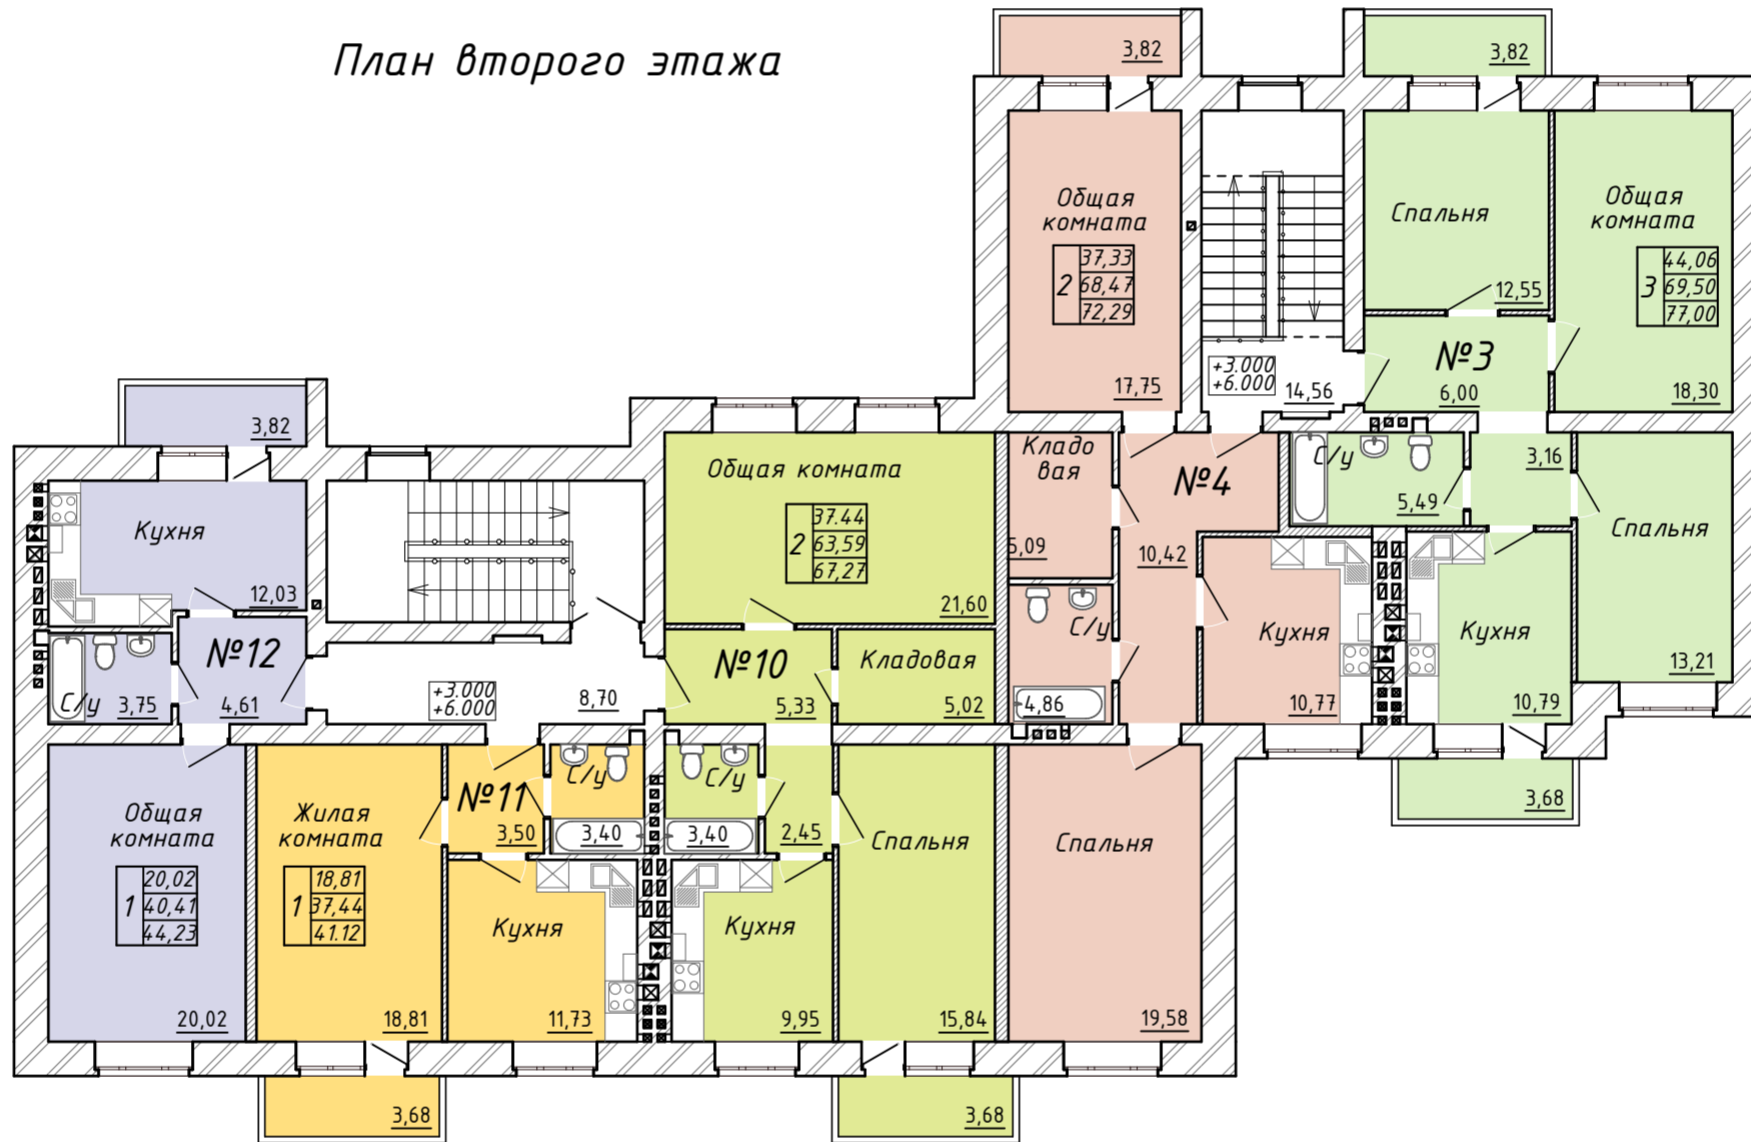 План второго этажа
3,82
Общая
комната
2
37,33
68,47
72,29
17,75
+3.000
+6.000
14,56
3,82
Спальня
12,55
Общая
комната
3
44,06
69,50
77,00
18,30
№3
6,00
3,82
Кухня
12,03
№12
4,61
С/у
3,75
+3.000
+6.000
8,70
Общая комната
2
37.44
63,59
67,27
21,60
№10
5,33
Кладовая
5,02
Кладо
вая
5,09
№4
10,42
С/у
4,86
Кухня
10,77
С/у
5,49
3,16
Спальня
13,21
Кухня
10,79
3,68
Общая
комната
1
20,02
40,41
44,23
20,02
Жилая
комната
1
18,81
37,44
41.12
18,81
№11
3,50
С/у
3,40
Кухня
11,73
С/у
3,40
2,45
Кухня
9,95
Спальня
15,84
Спальня
19,58
3,68
3,68